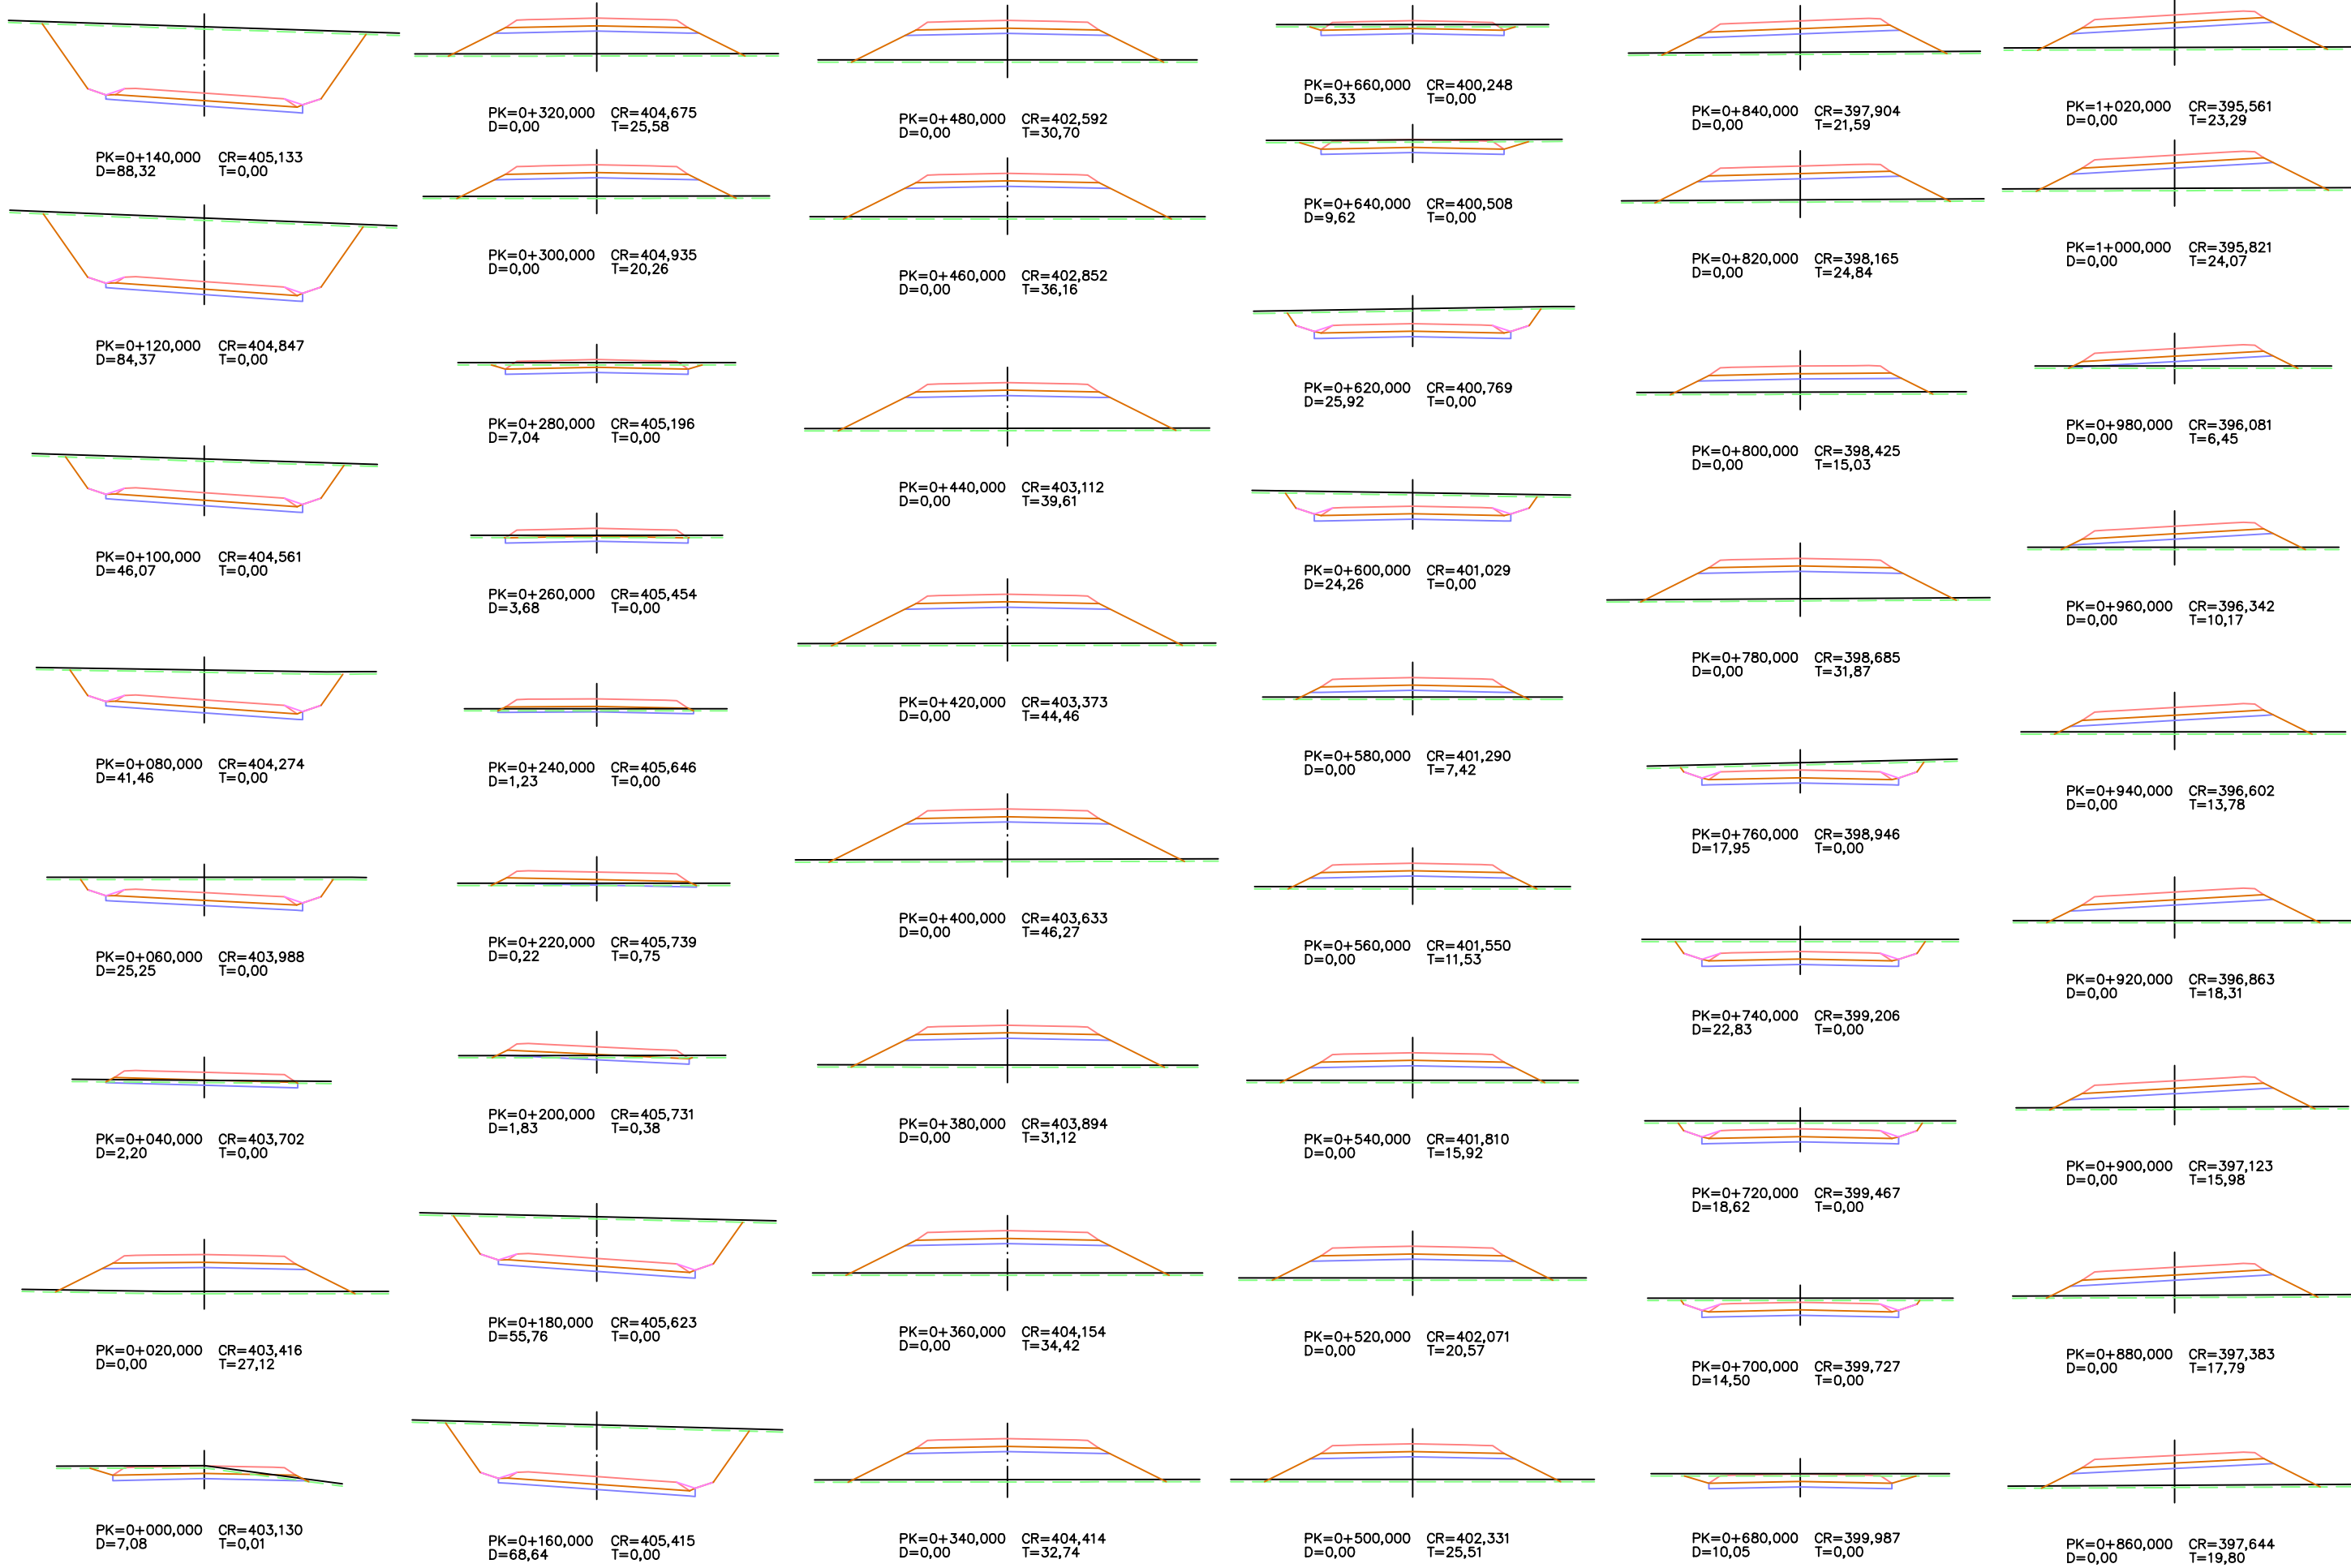 PK=0+140,000 CR=405,133
D=88,32 T=0,00
PK=0+120,000 CR=404,847
D=84,37 T=0,00
PK=0+100,000 CR=404,561
D=46,07 T=0,00
PK=0+080,000 CR=404,274
D=41,46 T=0,00
PK=0+060,000 CR=403,988
D=25,25 T=0,00
PK=0+040,000 CR=403,702
D=2,20 T=0,00
PK=0+020,000 CR=403,416
D=0,00 T=27,12
PK=0+000,000 CR=403,130
D=7,08 T=0,01
PK=0+320,000 CR=404,675
D=0,00 T=25,58
PK=0+300,000 CR=404,935
D=0,00 T=20,26
PK=0+280,000 CR=405,196
D=7,04 T=0,00
PK=0+260,000 CR=405,454
D=3,68 T=0,00
PK=0+240,000 CR=405,646
D=1,23 T=0,00
PK=0+220,000 CR=405,739
D=0,22 T=0,75
PK=0+200,000 CR=405,731
D=1,83 T=0,38
PK=0+180,000 CR=405,623
D=55,76 T=0,00
PK=0+160,000 CR=405,415
D=68,64 T=0,00
PK=0+480,000 CR=402,592
D=0,00 T=30,70
PK=0+460,000 CR=402,852
D=0,00 T=36,16
PK=0+440,000 CR=403,112
D=0,00 T=39,61
PK=0+420,000 CR=403,373
D=0,00 T=44,46
PK=0+400,000 CR=403,633
D=0,00 T=46,27
PK=0+380,000 CR=403,894
D=0,00 T=31,12
PK=0+360,000 CR=404,154
D=0,00 T=34,42
PK=0+340,000 CR=404,414
D=0,00 T=32,74
PK=0+660,000 CR=400,248
D=6,33 T=0,00
PK=0+640,000 CR=400,508
D=9,62 T=0,00
PK=0+620,000 CR=400,769
D=25,92 T=0,00
PK=0+600,000 CR=401,029
D=24,26 T=0,00
PK=0+580,000 CR=401,290
D=0,00 T=7,42
PK=0+560,000 CR=401,550
D=0,00 T=11,53
PK=0+540,000 CR=401,810
D=0,00 T=15,92
PK=0+520,000 CR=402,071
D=0,00 T=20,57
PK=0+500,000 CR=402,331
D=0,00 T=25,51
PK=0+840,000 CR=397,904
D=0,00 T=21,59
PK=0+820,000 CR=398,165
D=0,00 T=24,84
PK=0+800,000 CR=398,425
D=0,00 T=15,03
PK=0+780,000 CR=398,685
D=0,00 T=31,87
PK=0+760,000 CR=398,946
D=17,95 T=0,00
PK=0+740,000 CR=399,206
D=22,83 T=0,00
PK=0+720,000 CR=399,467
D=18,62 T=0,00
PK=0+700,000 CR=399,727
D=14,50 T=0,00
PK=0+680,000 CR=399,987
D=10,05 T=0,00
PK=1+020,000 CR=395,561
D=0,00 T=23,29
PK=1+000,000 CR=395,821
D=0,00 T=24,07
PK=0+980,000 CR=396,081
D=0,00 T=6,45
PK=0+960,000 CR=396,342
D=0,00 T=10,17
PK=0+940,000 CR=396,602
D=0,00 T=13,78
PK=0+920,000 CR=396,863
D=0,00 T=18,31
PK=0+900,000 CR=397,123
D=0,00 T=15,98
PK=0+880,000 CR=397,383
D=0,00 T=17,79
PK=0+860,000 CR=397,644
D=0,00 T=19,80